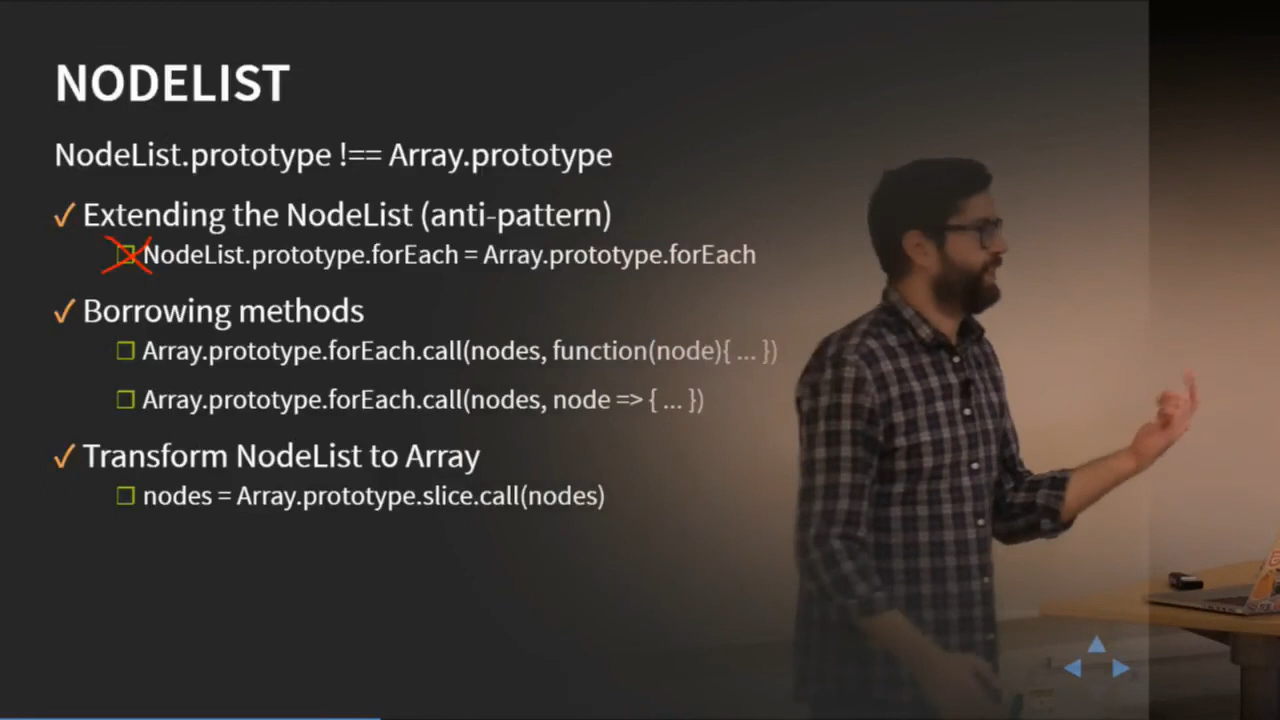 NODELIST
NodeList.prototype !== Array.prototype
✓ Extending the NodeList (anti-pattern)
NodeList.prototype.forEach = Array.prototype.forEach
✓ Borrowing methods
❐ Array.prototype.forEach.call(nodes, function(node){ ... })
❐ Array.prototype.forEach.call(nodes, node => { ... })
✓ Transform NodeList to Array
❐ nodes = Array.prototype.slice.call(nodes)